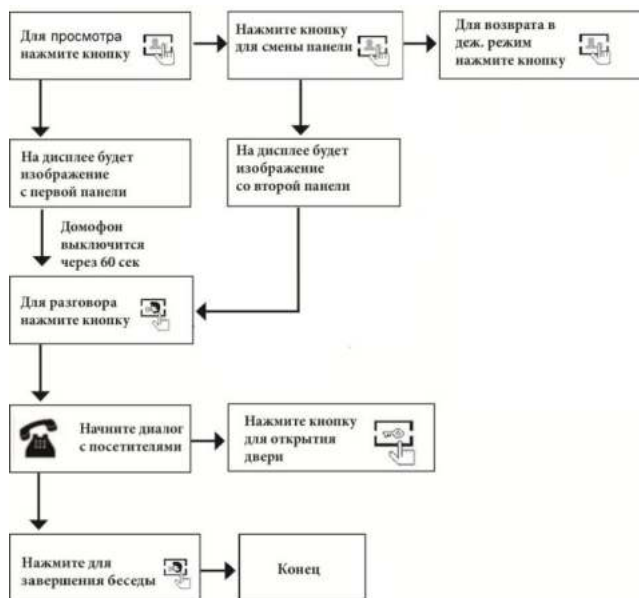 Для просмотра
нажмите кнопку
Нажмите кнопку
для смены панели
Для возврата в
деж. режим
нажмите кнопку
На дисплее будет
изображение
с первой панели
На дисплее будет
изображение
со второй панели
Домофон
выключится
через 60 сек
Для разговора
нажмите кнопку
Начните диалог
с посетителями
Нажмите кнопку
для открытия
двери
Нажмите для
завершения беседы
Конец